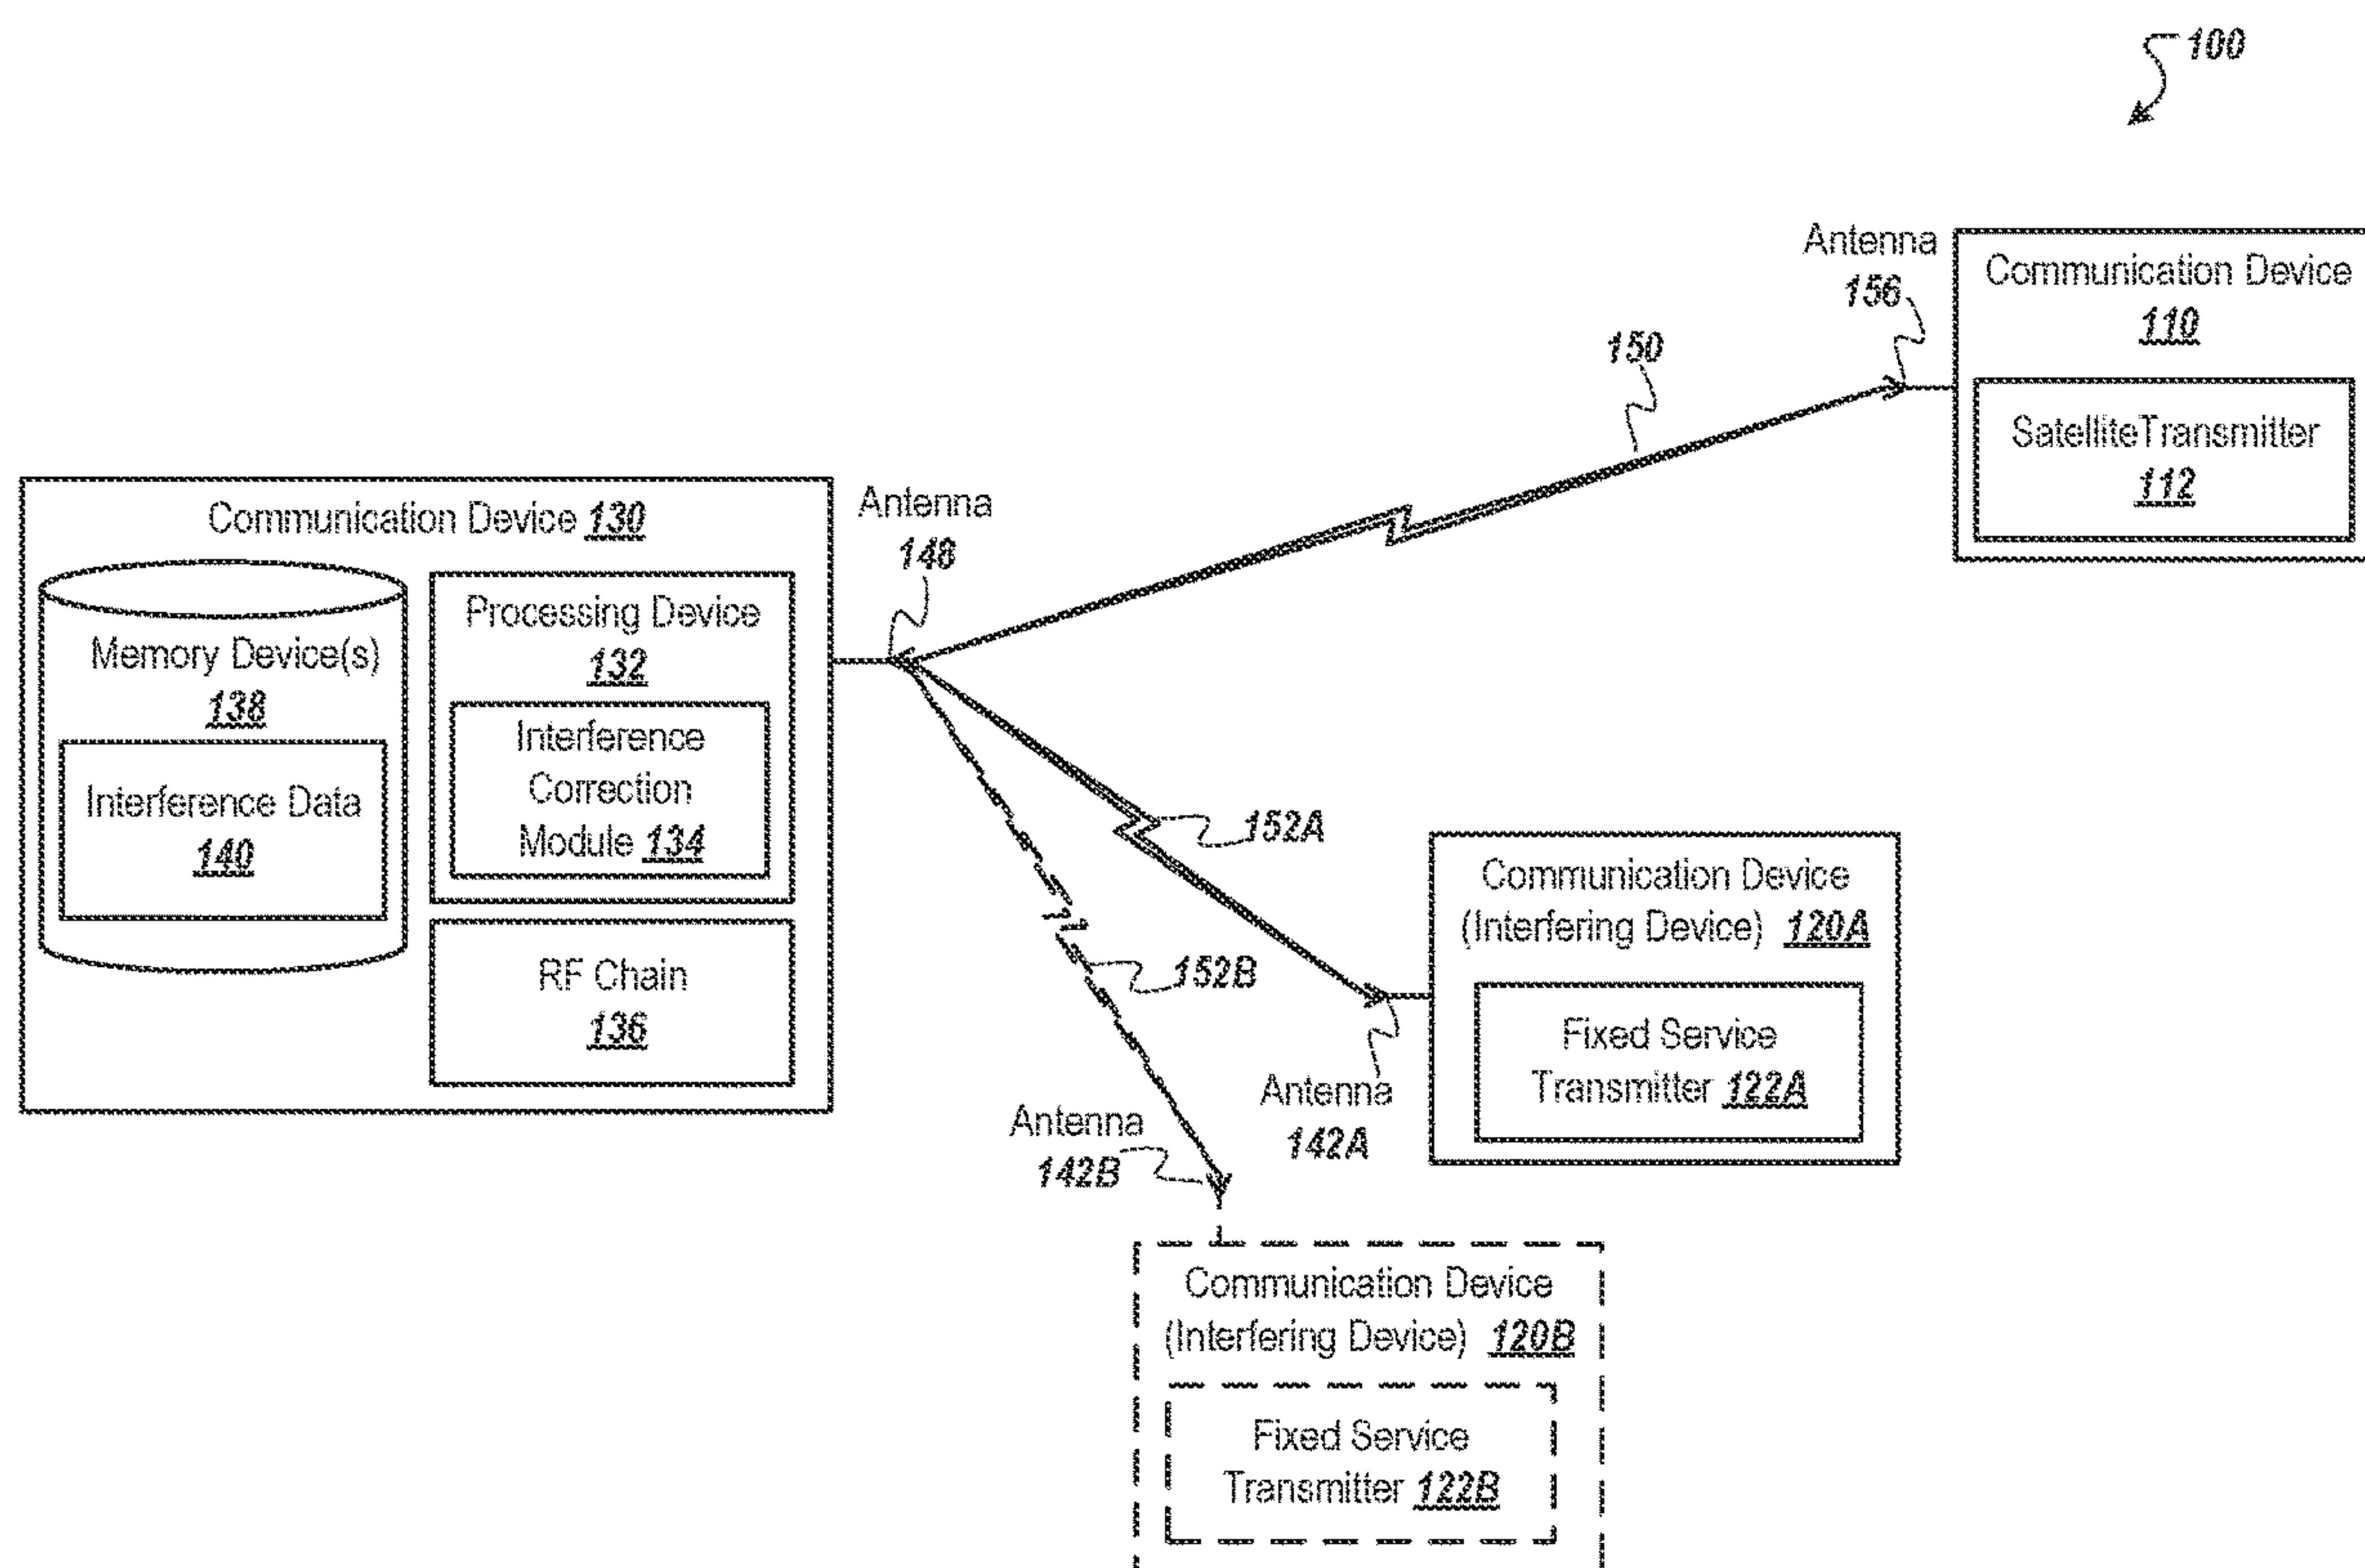 100
Antenna
156
Communication Device
110
SatelliteTransmitter
112
150
Communication Device 130
Antenna
148
Memory Device(s)
138
Interference Data
140
Processing Device
132
Interference
Correction
Module 134
RF Chain
136
152A
152B
Communication Device
(Interfering Device) 120A
Fixed Service
Transmitter 122A
Antenna
142A
Antenna
142B
Communication Device
(Interfering Device) 120B
Fixed Service
Transmitter 122B